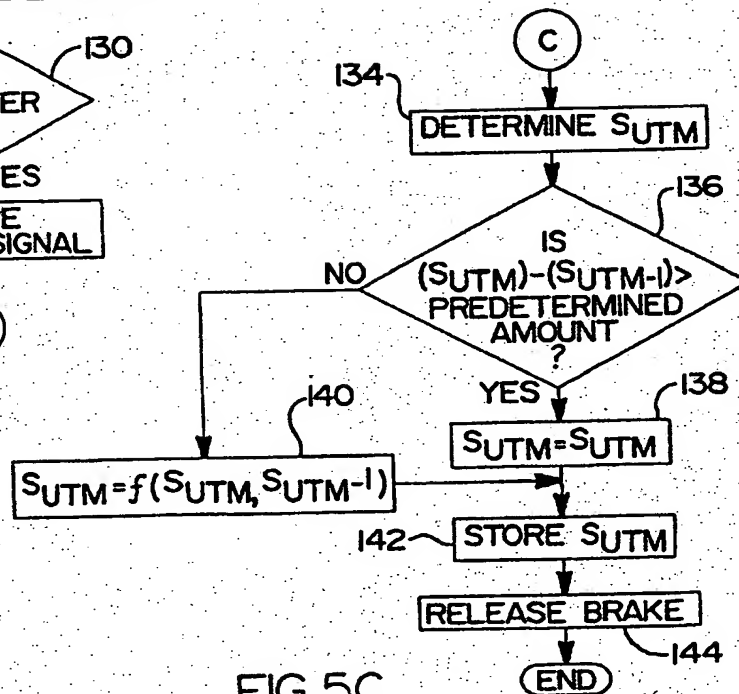 130
ER
ES
E
SIGNAL
C
134
DETERMINE SUTM
136
IS
(SUTM)-(SUTM-1)>
PREDETERMINED
AMOUNT
?
NO
YES
138
SUTM=SUTM
140
SUTM=f(SUTM,SUTM-1)
142
STORE SUTM
RELEASE BRAKE
144
END
FIG.5C